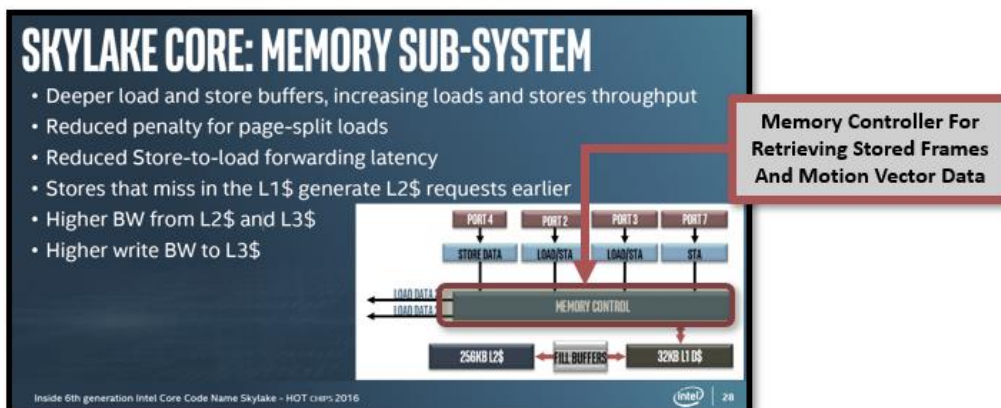 SKYLAKE CORE: MEMORY SUB-SYSTEM
• Deeper load and store buffers, increasing loads and stores throughput
• Reduced penalty for page-split loads
• Reduced Store-to-load forwarding latency
• Stores that miss in the L1$ generate L2$ requests earlier
• Higher BW from L2$ and L3$
• Higher write BW to L3$
Memory Controller For
Retrieving Stored Frames
And Motion Vector Data
PORT 4
PORT 2
PORT 3
PORT 7
STORE DATA
LOAD/STA
LOAD/STA
STA
LOAD DATA
LOAD DATA
MEMORY CONTROL
256KB L2$
FILL BUFFERS
32KB L1 D$
Inside 6th generation Intel Core Code Name Skylake – HOT CHIPS 2016
intel
28